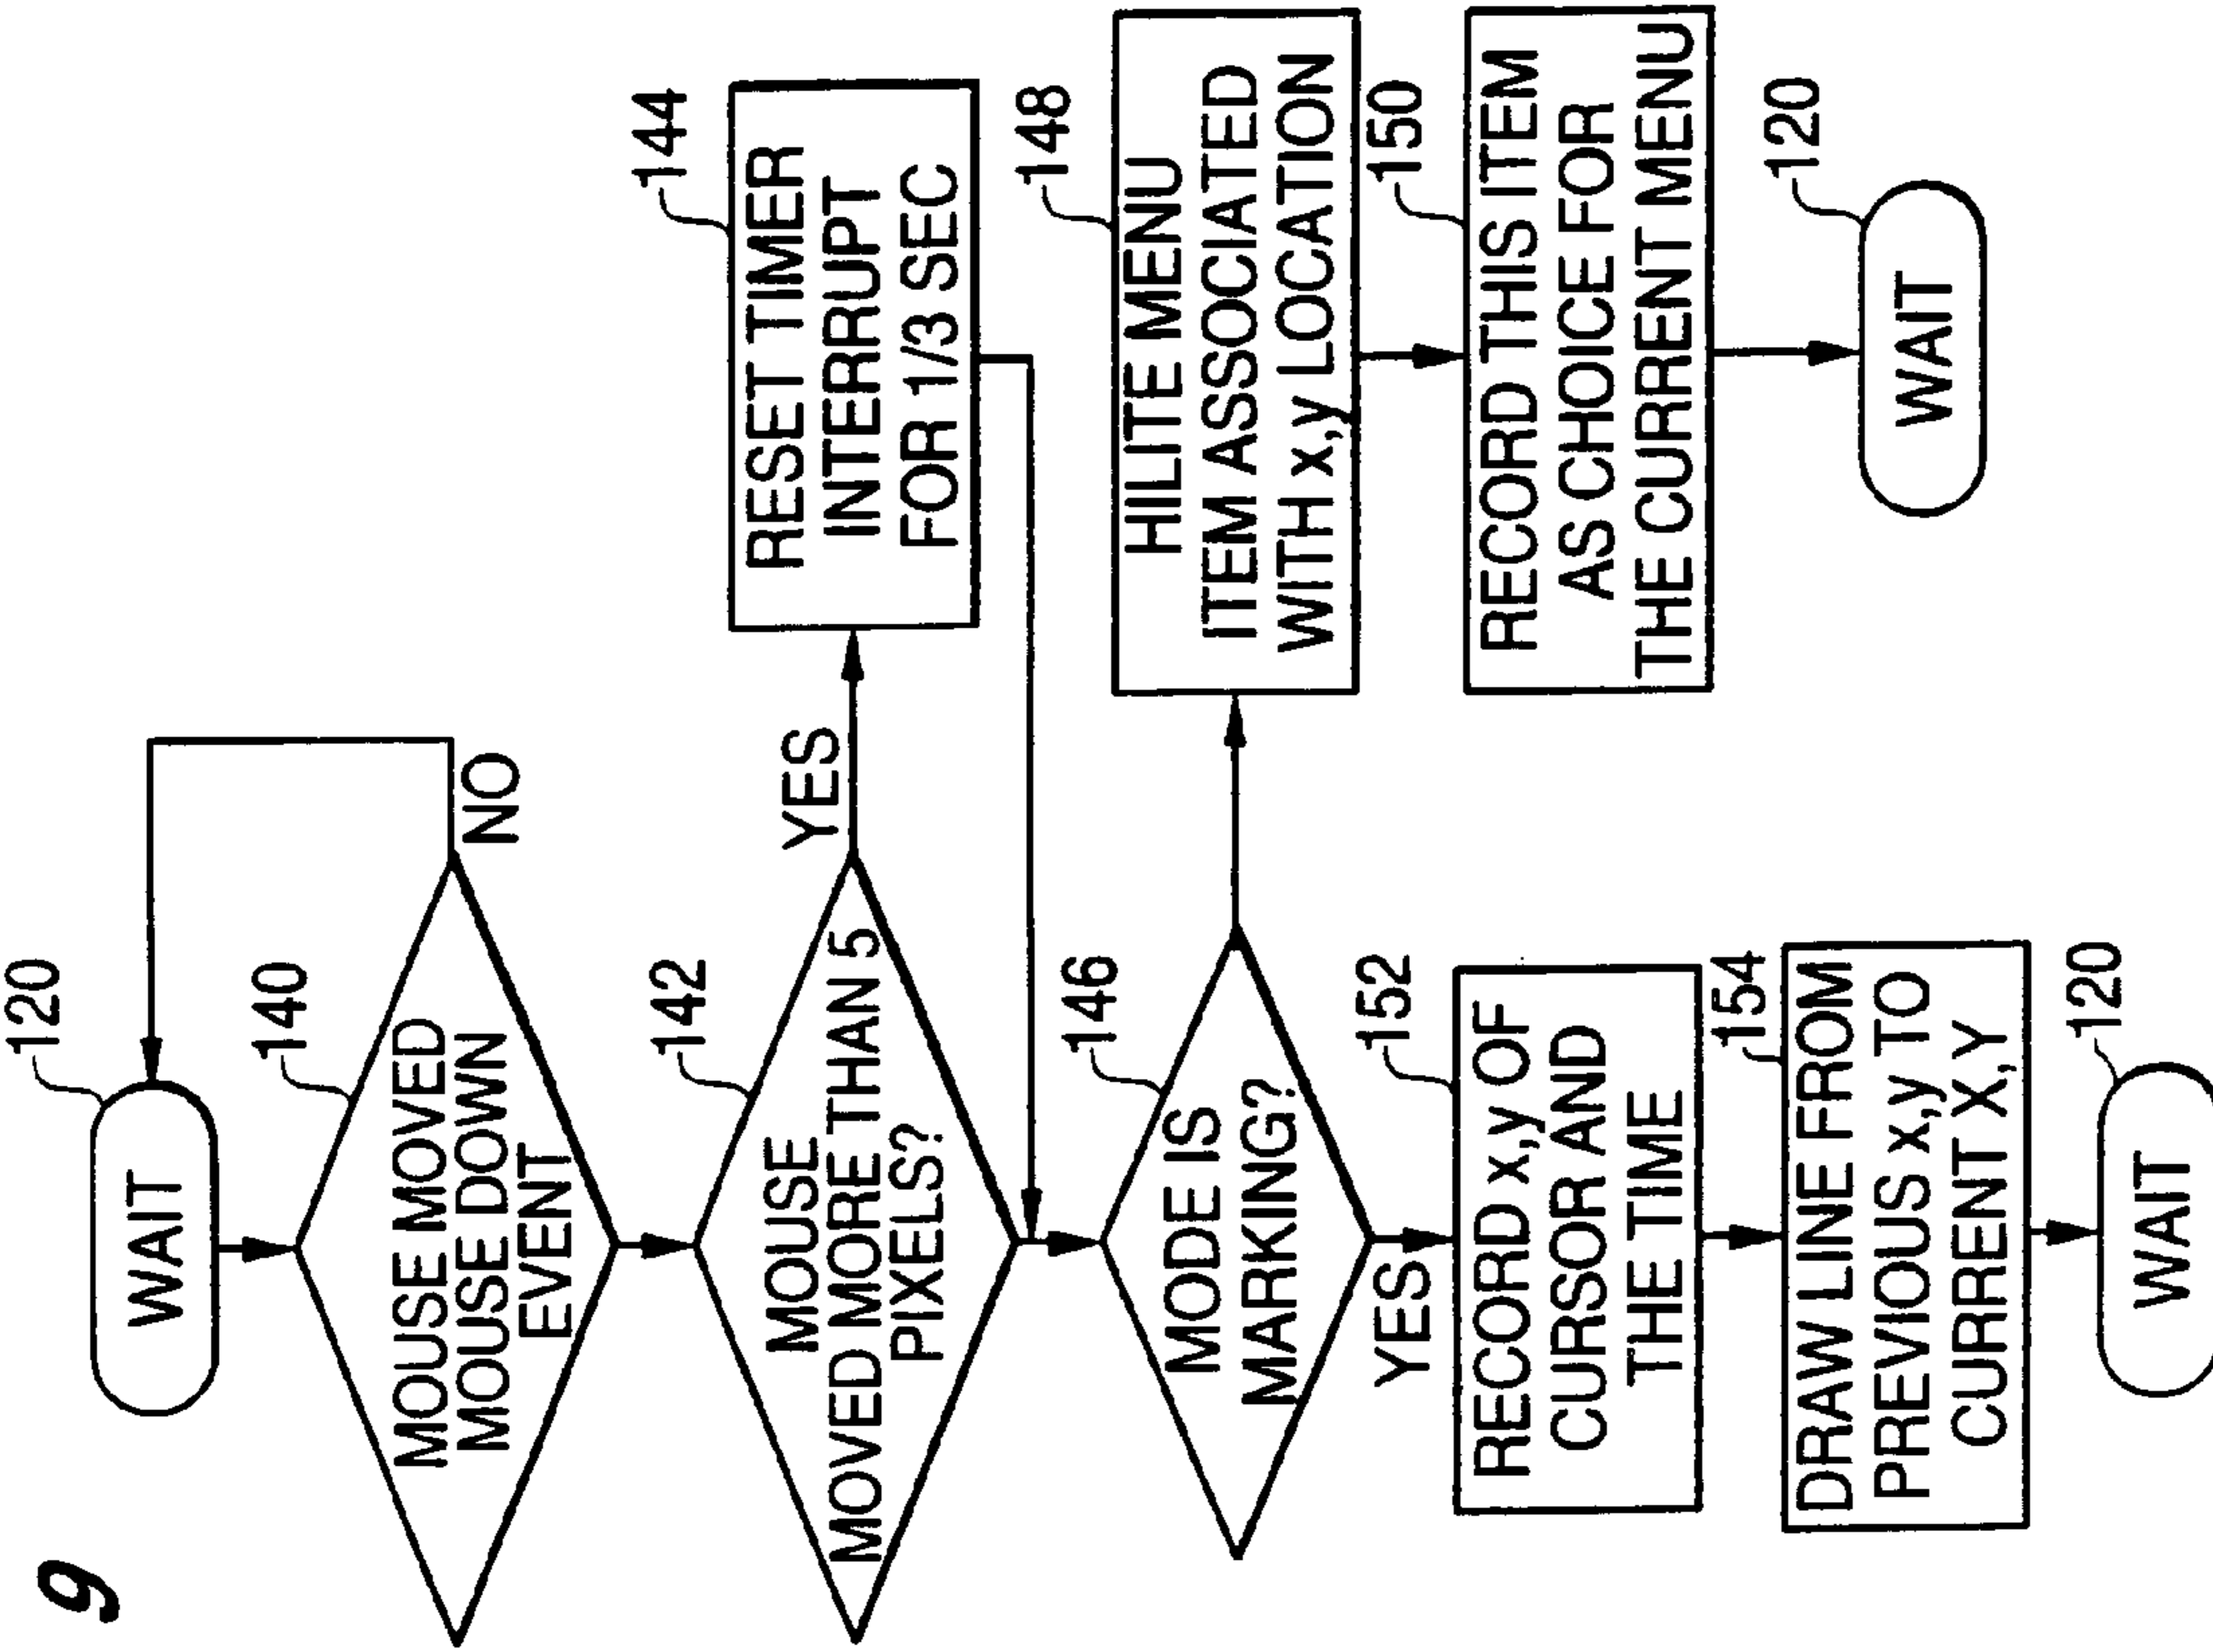 9
120
WAIT
140
MOUSE MOVED
MOUSE DOWN
EVENT
NO
142
MOUSE
MOVED MORE THAN 5
PIXELS?
YES
144
RESET TIMER
INTERRUPT
FOR 1/3 SEC
146
MODE IS
MARKING?
148
HILITE MENU
ITEM ASSOCIATED
WITH x,y LOCATION
150
RECORD THIS ITEM
AS CHOICE FOR
THE CURRENT MENU
120
WAIT
YES
152
RECORD x,y OF
CURSOR AND
THE TIME
154
DRAW LINE FROM
PREVIOUS x,y TO
CURRENT X,Y
120
WAIT